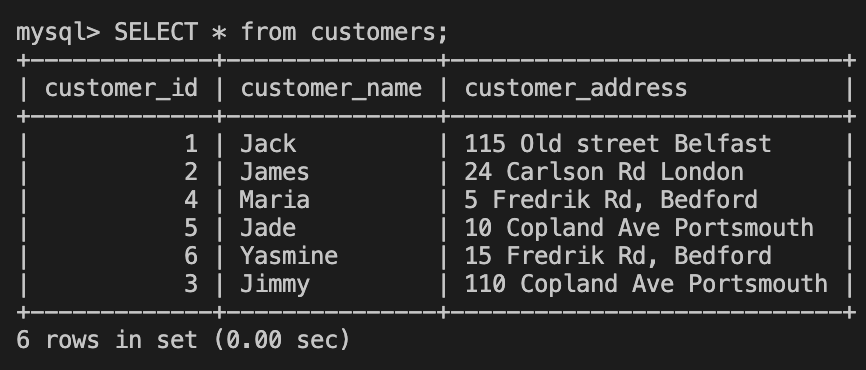 mysql> SELECT * from customers;
+-------------+---------------+----------------------------+
| customer_id | customer_name | customer_address           |
+-------------+---------------+----------------------------+
|           1 | Jack          | 115 Old street Belfast     |
|           2 | James         | 24 Carlson Rd London       |
|           4 | Maria         | 5 Fredrik Rd, Bedford      |
|           5 | Jade          | 10 Copland Ave Portsmouth  |
|           6 | Yasmine       | 15 Fredrik Rd, Bedford     |
|           3 | Jimmy         | 110 Copland Ave Portsmouth |
+-------------+---------------+----------------------------+
6 rows in set (0.00 sec)